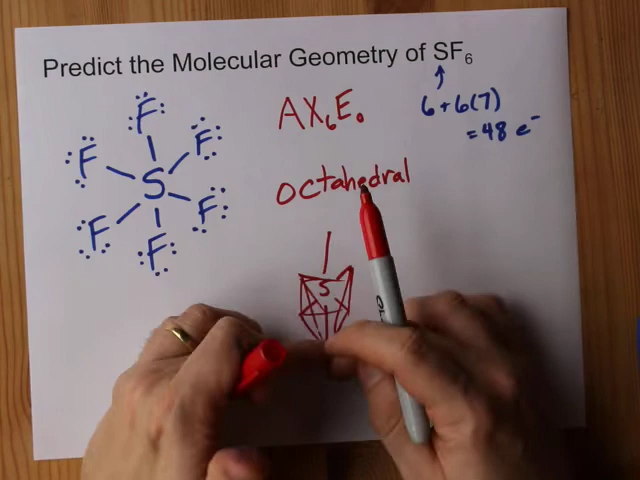 Predict the Molecular Geometry of SF₆
6+6(7)
=48 e⁻
AX₆E₀
octahedral
F
F
F
S
F
F
F
S